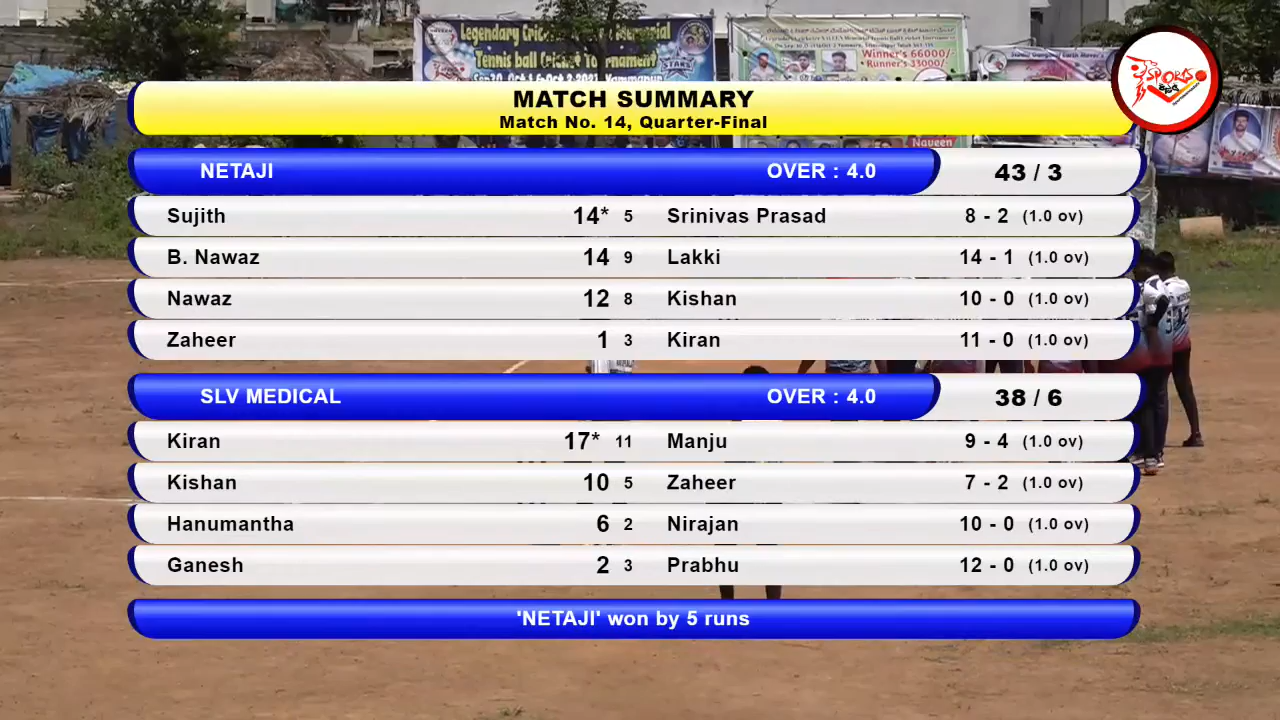 Legendary Cric Memorial
Tennis ball Cricket Tournament
STARS
Winner's 66000/
Runner's 33000/
SPORTS
MATCH SUMMARY
Match No. 14, Quarter-Final
Naveen
NETAJI OVER : 4.0 43 / 3
Sujith 14* 5 Srinivas Prasad 8 - 2 (1.0 ov)
B. Nawaz 14 9 Lakki 14 - 1 (1.0 ov)
Nawaz 12 8 Kishan 10 - 0 (1.0 ov)
Zaheer 1 3 Kiran 11 - 0 (1.0 ov)
SLV MEDICAL OVER : 4.0 38 / 6
Kiran 17* 11 Manju 9 - 4 (1.0 ov)
Kishan 10 5 Zaheer 7 - 2 (1.0 ov)
Hanumantha 6 2 Nirajan 10 - 0 (1.0 ov)
Ganesh 2 3 Prabhu 12 - 0 (1.0 ov)
'NETAJI' won by 5 runs